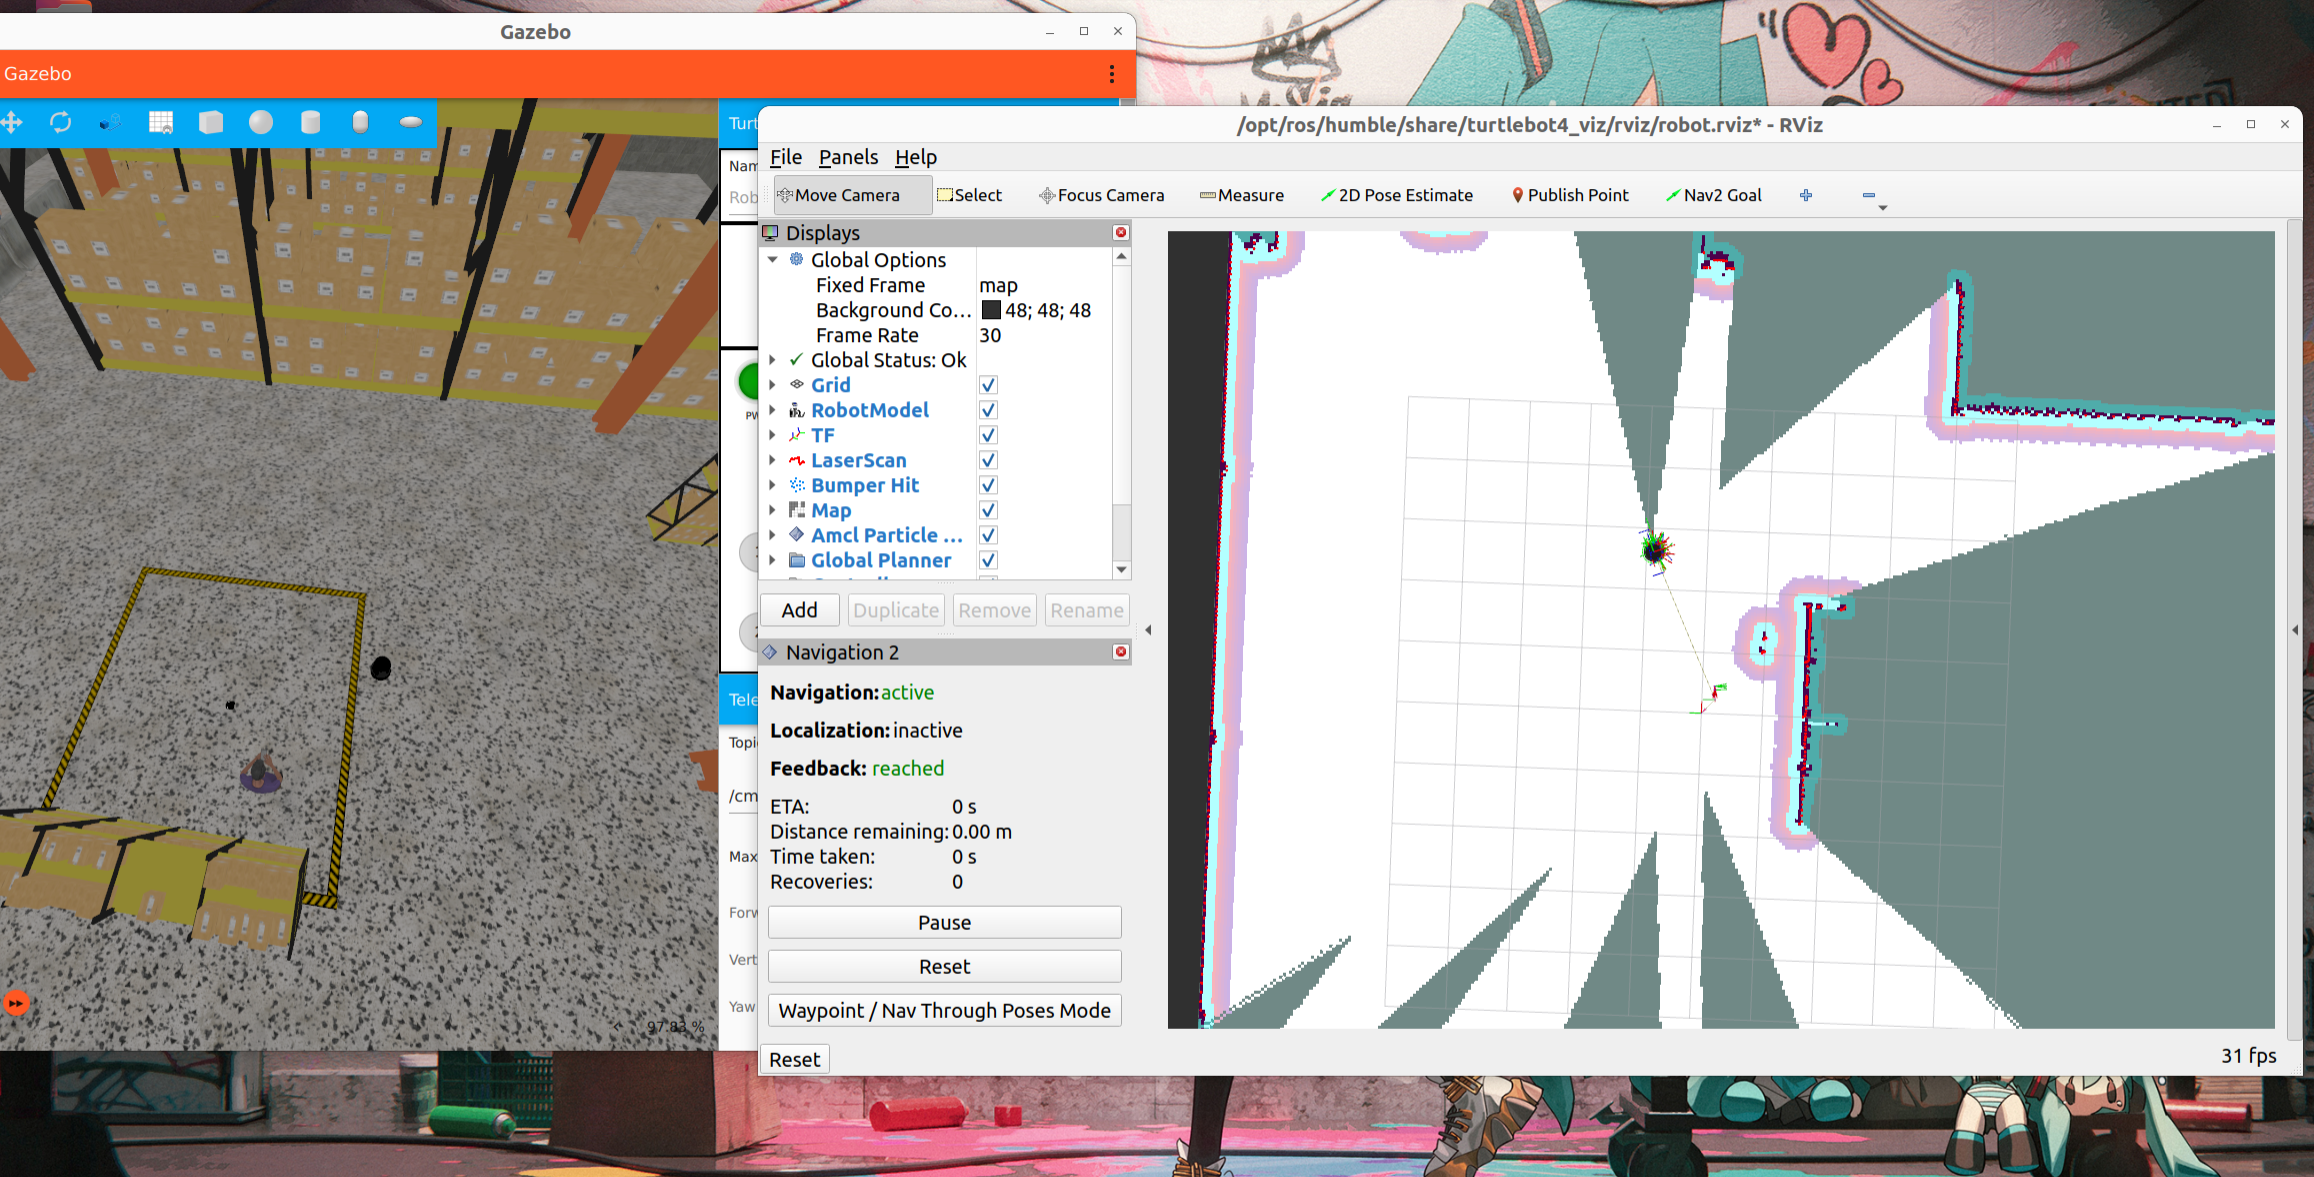 Gazebo
Gazebo
Turt
Nam
Rob
PW
Tele
Topi
/cm
Max
Forw
Vert
Yaw
97.83 %
/opt/ros/humble/share/turtlebot4_viz/rviz/robot.rviz* - RViz
File Panels Help
Move Camera Select Focus Camera Measure 2D Pose Estimate Publish Point Nav2 Goal
Displays
Global Options
Fixed Frame map
Background Co... 48; 48; 48
Frame Rate 30
Global Status: Ok
Grid
RobotModel
TF
LaserScan
Bumper Hit
Map
Amcl Particle ...
Global Planner
Add Duplicate Remove Rename
Navigation 2
Navigation: active
Localization: inactive
Feedback: reached
ETA: 0 s
Distance remaining: 0.00 m
Time taken: 0 s
Recoveries: 0
Pause
Reset
Waypoint / Nav Through Poses Mode
Reset
31 fps